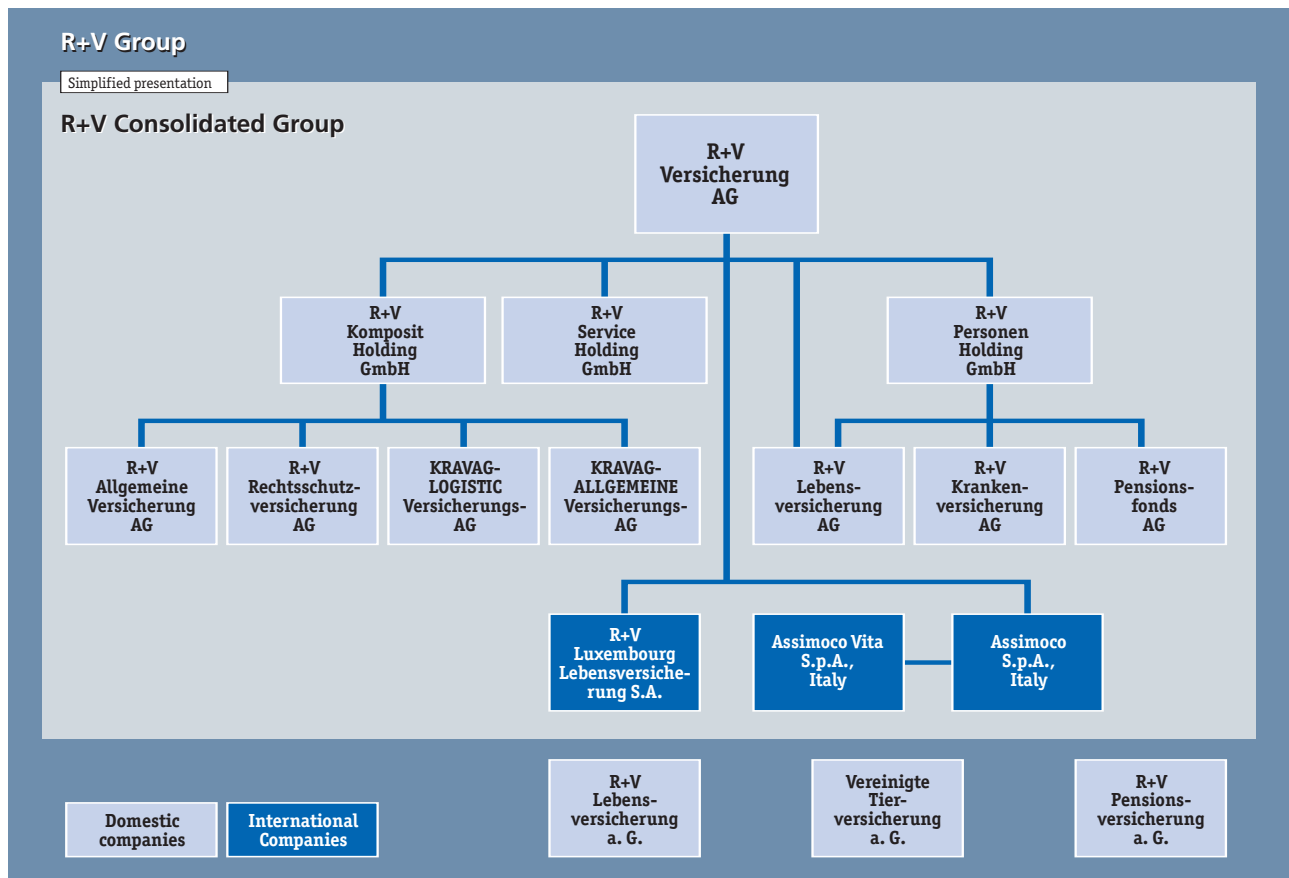 R+V Group
Simplified presentation
R+V Consolidated Group
R+V
Versicherung
AG
R+V
Komposit
Holding
GmbH
R+V
Service
Holding
GmbH
R+V
Personen
Holding
GmbH
R+V
Allgemeine
Versicherung
AG
R+V
Rechtsschutz-
versicherung
AG
KRAVAG-
LOGISTIC
Versicherungs-
AG
KRAVAG-
ALLGEMEINE
Versicherungs-
AG
R+V
Lebens-
versicherung
AG
R+V
Kranken-
versicherung
AG
R+V
Pensions-
fonds
AG
R+V
Luxembourg
Lebensversiche-
rung S.A.
Assimoco Vita
S.p.A.,
Italy
Assimoco
S.p.A.,
Italy
Domestic
companies
International
Companies
R+V
Lebens-
versicherung
a. G.
Vereinigte
Tier-
versicherung
a. G.
R+V
Pensions-
versicherung
a. G.